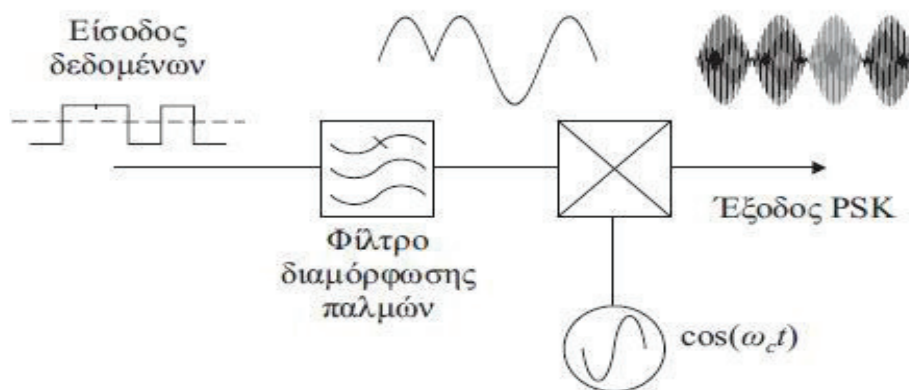 Είσοδος
δεδομένων
Έξοδος PSK
Φίλτρο
διαμόρφωσης
παλμών
cos(ω_c t)